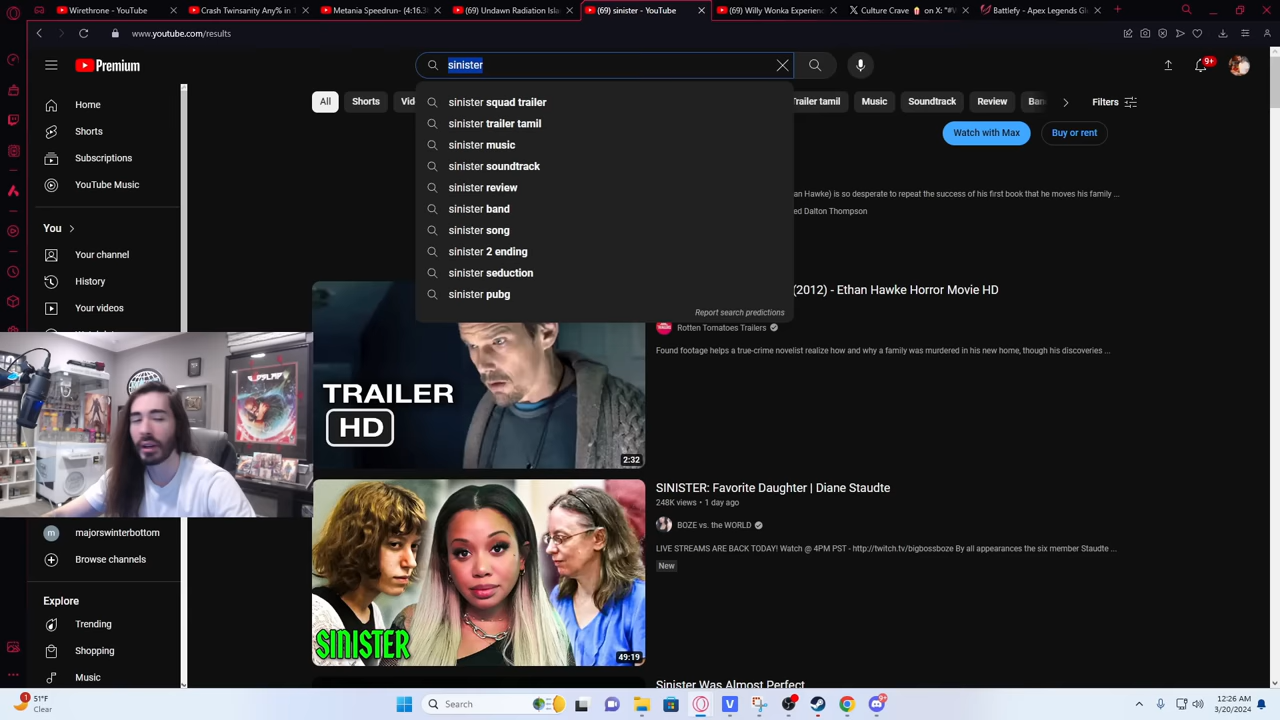 (69) Wirethrone - YouTube
(69) Crash Twinsanity Any% in 1
(69) Metania Speedrun - (4:16.3
(69) Undawn Radiation Isla
(69) sinister - YouTube
(69) Willy Wonka Experienc
Culture Crave on X: "#W
Battlefy - Apex Legends Gl
www.youtube.com/results
Premium
sinister
9+
All
Shorts
Vid
Trailer tamil
Music
Soundtrack
Review
Ban
Filters
sinister squad trailer
sinister trailer tamil
sinister music
sinister soundtrack
sinister review
sinister band
sinister song
sinister 2 ending
sinister seduction
sinister pubg
Report search predictions
Home
Shorts
Subscriptions
YouTube Music
You
Your channel
History
Your videos
majorswinterbottom
Browse channels
Explore
Trending
Shopping
Music
Watch with Max
Buy or rent
an Hawke) is so desperate to repeat the success of his first book that he moves his family ...
ed Dalton Thompson
(2012) - Ethan Hawke Horror Movie HD
Rotten Tomatoes Trailers
Found footage helps a true-crime novelist realize how and why a family was murdered in his new home, though his discoveries ...
TRAILER
HD
2:32
SINISTER: Favorite Daughter | Diane Staudte
248K views • 1 day ago
BOZE vs. the WORLD
LIVE STREAMS ARE BACK TODAY! Watch @ 4PM PST - http://twitch.tv/bigbossboze By all appearances the six member Staudte ...
New
SINISTER
49:19
Sinister Was Almost Perfect
1
51°F
Clear
Search
9+
12:26 AM
3/20/2024